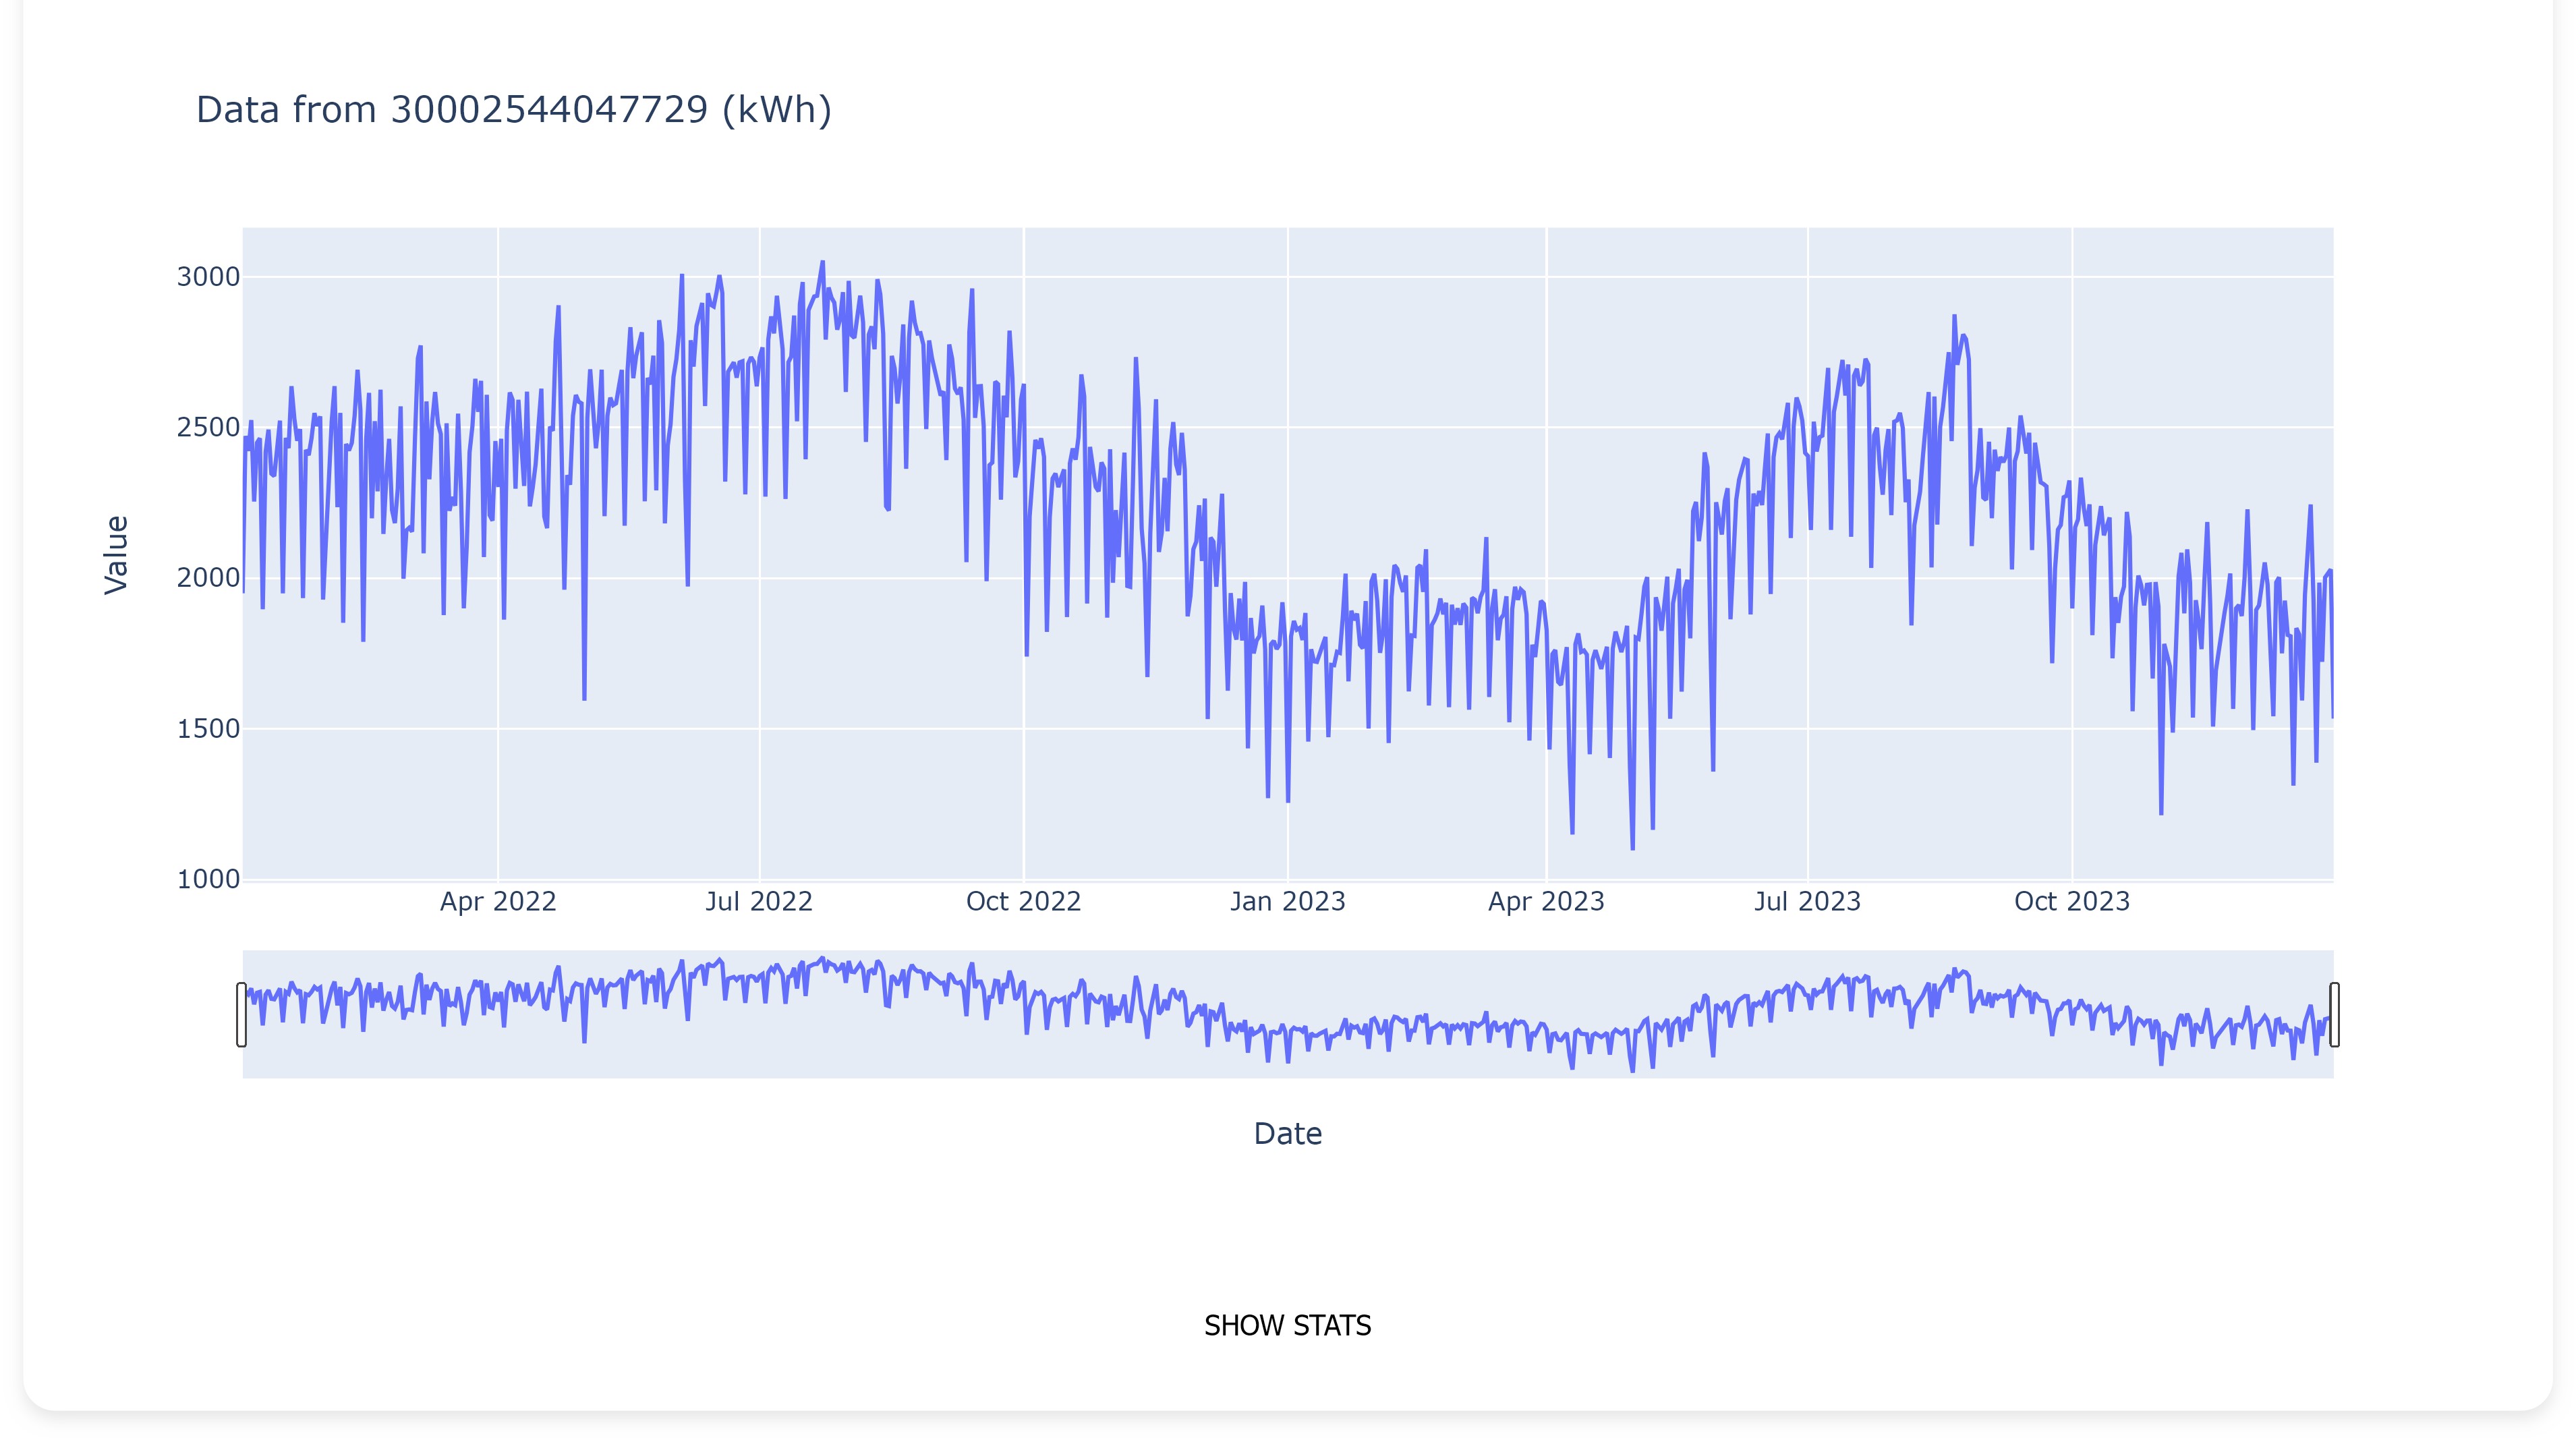 Data from 30002544047729 (kWh)
3000
2500
2000
1500
1000
Value
Apr 2022
Jul 2022
Oct 2022
Jan 2023
Apr 2023
Jul 2023
Oct 2023
Date
SHOW STATS